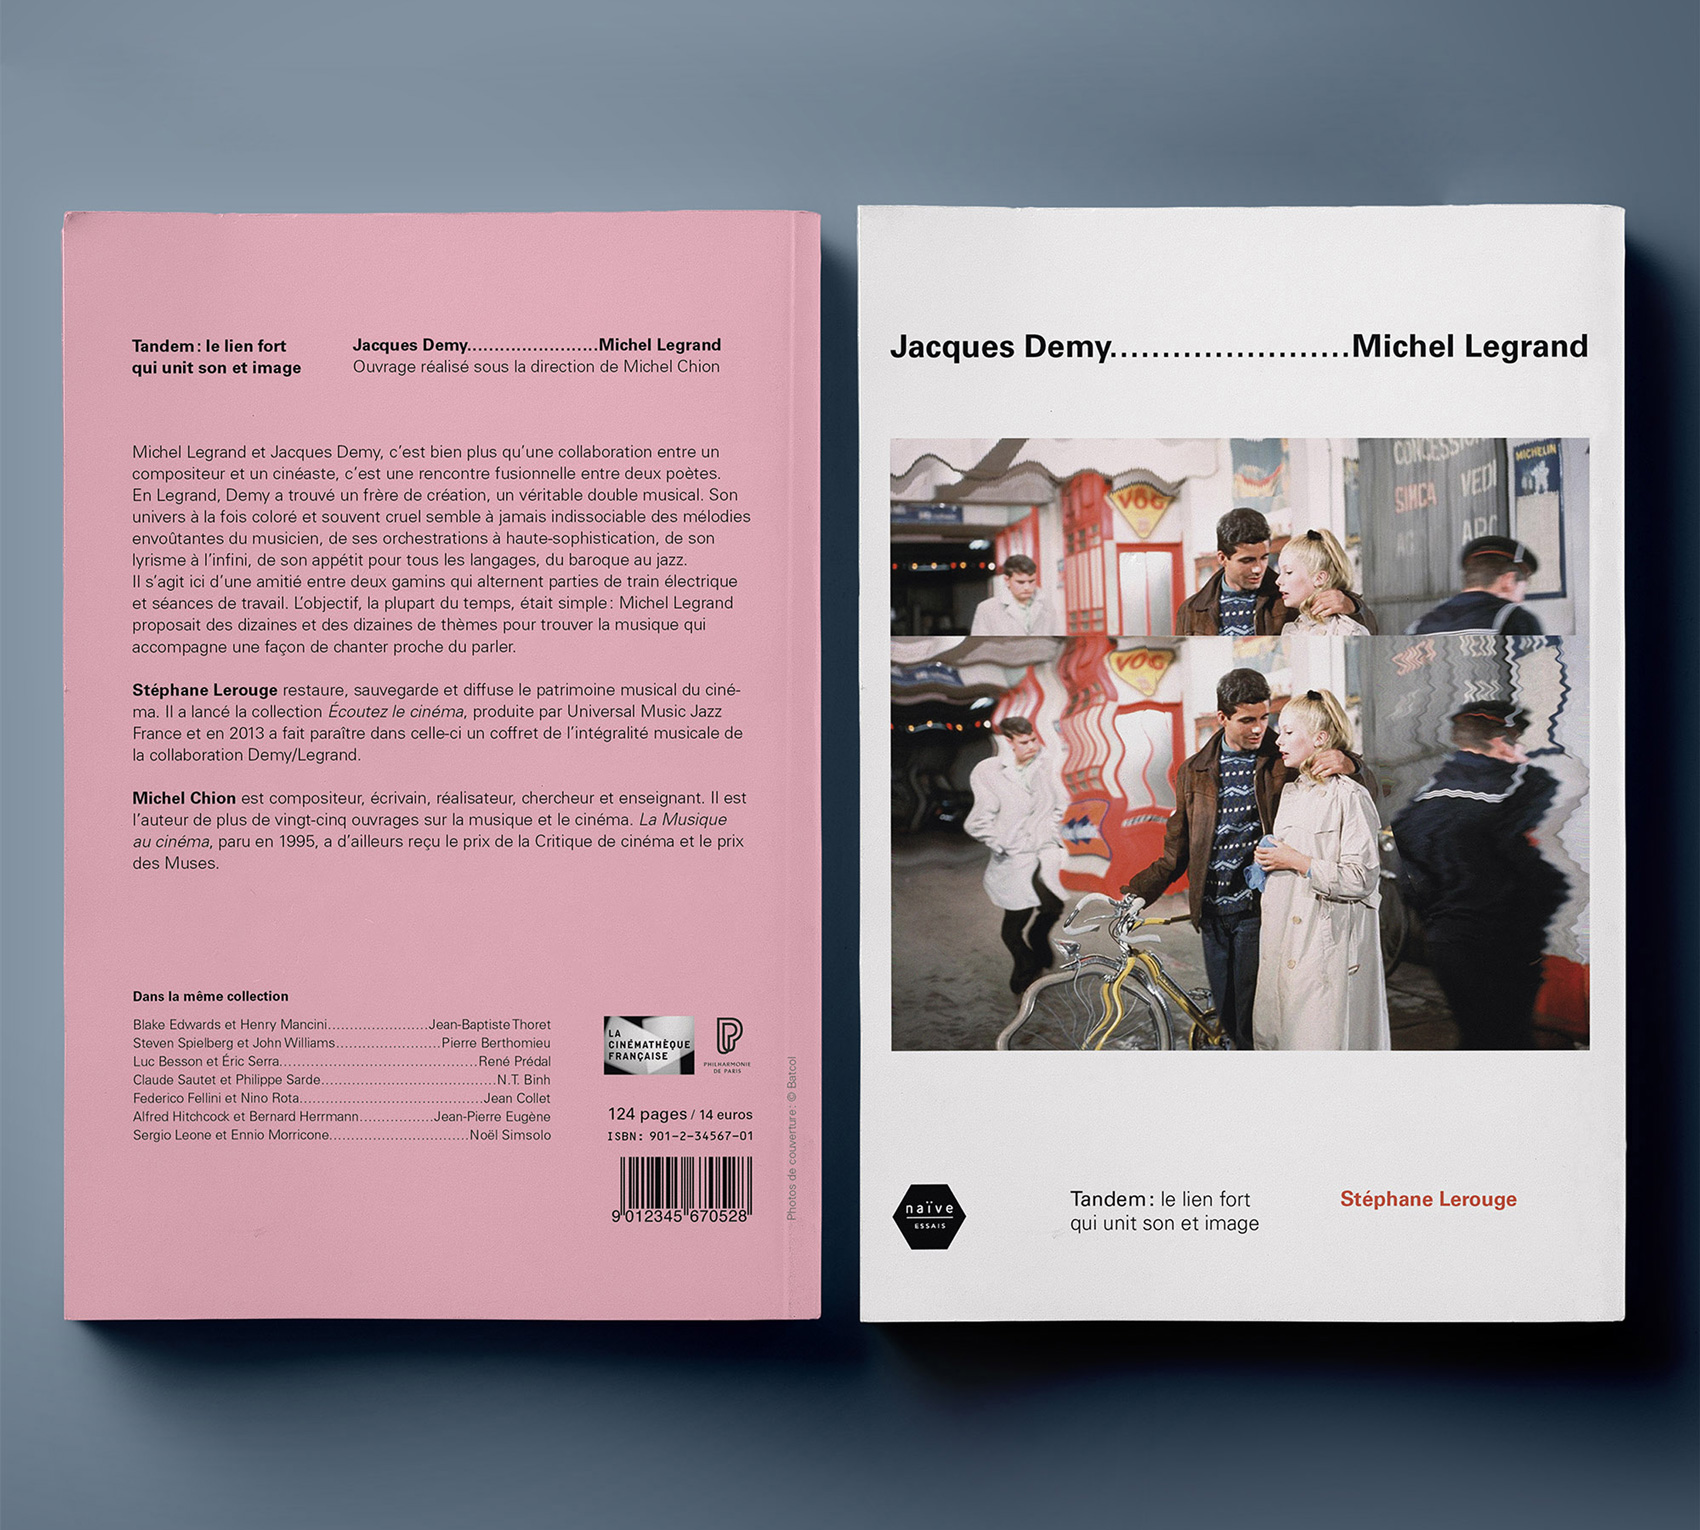 Tandem : le lien fort
qui unit son et image
Jacques Demy.......................Michel Legrand
Ouvrage réalisé sous la direction de Michel Chion
Michel Legrand et Jacques Demy, c'est bien plus qu'une collaboration entre un
compositeur et un cinéaste, c'est une rencontre fusionnelle entre deux poètes.
En Legrand, Demy a trouvé un frère de création, un véritable double musical. Son
univers à la fois coloré et souvent cruel semble à jamais indissociable des mélodies
envoûtantes du musicien, de ses orchestrations à haute-sophistication, de son
lyrisme à l'infini, de son appétit pour tous les langages, du baroque au jazz.
Il s'agit ici d'une amitié entre deux gamins qui alternent parties de train électrique
et séances de travail. L'objectif, la plupart du temps, était simple : Michel Legrand
proposait des dizaines et des dizaines de thèmes pour trouver la musique qui
accompagne une façon de chanter proche du parler.
Stéphane Lerouge restaure, sauvegarde et diffuse le patrimoine musical du ciné-
ma. Il a lancé la collection Écoutez le cinéma, produite par Universal Music Jazz
France et en 2013 a fait paraître dans celle-ci un coffret de l'intégralité musicale de
la collaboration Demy/Legrand.
Michel Chion est compositeur, écrivain, réalisateur, chercheur et enseignant. Il est
l'auteur de plus de vingt-cinq ouvrages sur la musique et le cinéma. La Musique
au cinéma, paru en 1995, a d'ailleurs reçu le prix de la Critique de cinéma et le prix
des Muses.
Dans la même collection
Blake Edwards et Henry Mancini.......................Jean-Baptiste Thoret
Steven Spielberg et John Williams........................Pierre Berthomieu
Luc Besson et Éric Serra.............................................René Prédal
Claude Sautet et Philippe Sarde........................................N.T. Binh
Federico Fellini et Nino Rota..........................................Jean Collet
Alfred Hitchcock et Bernard Herrmann.................Jean-Pierre Eugène
Sergio Leone et Ennio Morricone................................Noël Simsolo
LA
CINÉMATHÈQUE
FRANÇAISE
PHILHARMONIE
DE PARIS
124 pages / 14 euros
ISBN: 901-2-34567-01
9 012345 670528
Photos de couverture : © Batcol
Jacques Demy.......................Michel Legrand
CONCESSION
SIMCA
VEDE
MICHELIN
VOG
VOG
SIMCA
naïve
ESSAIS
Tandem : le lien fort
qui unit son et image
Stéphane Lerouge